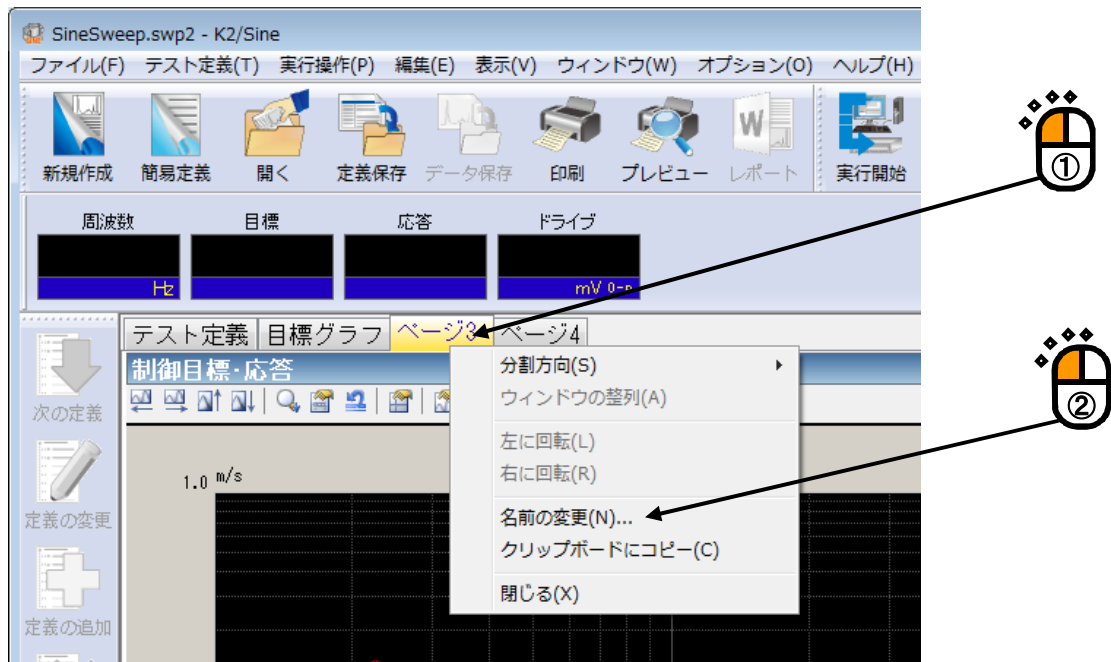 SineSweep.swp2 - K2/Sine
ファイル(F) テスト定義(T) 実行操作(P) 編集(E) 表示(V) ウィンドウ(W) オプション(O) ヘルプ(H)
新規作成 簡易定義 開く 定義保存 データ保存 印刷 プレビュー レポート 実行開始
①
周波数 目標 応答 ドライブ
Hz mV 0-p
テスト定義 目標グラフ ページ3 ページ4
制御目標・応答
次の定義
定義の変更
定義の追加
1.0 m/s
分割方向(S)
ウィンドウの整列(A)
左に回転(L)
右に回転(R)
名前の変更(N)...
クリップボードにコピー(C)
閉じる(X)
②